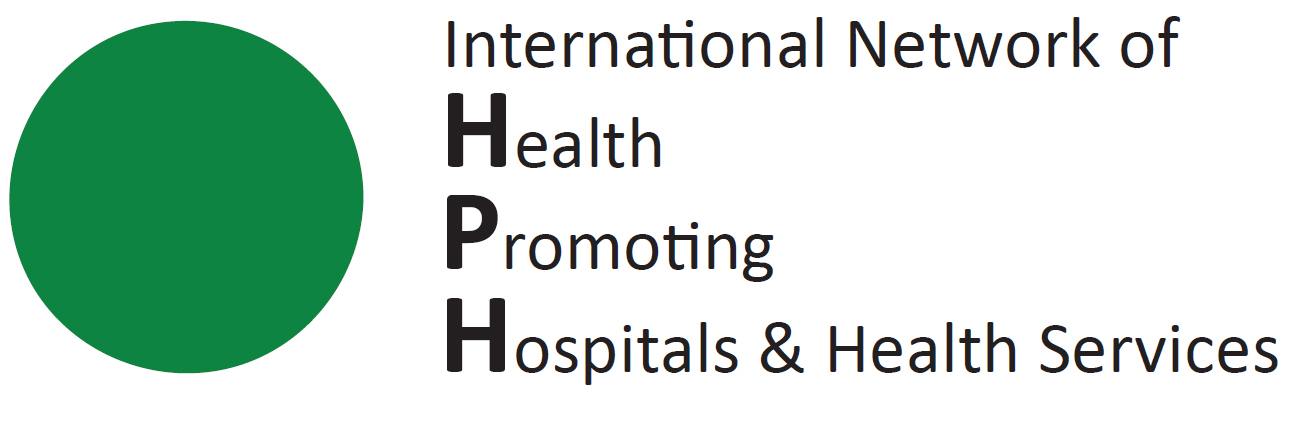 International Network of
Health
Promoting
Hospitals & Health Services